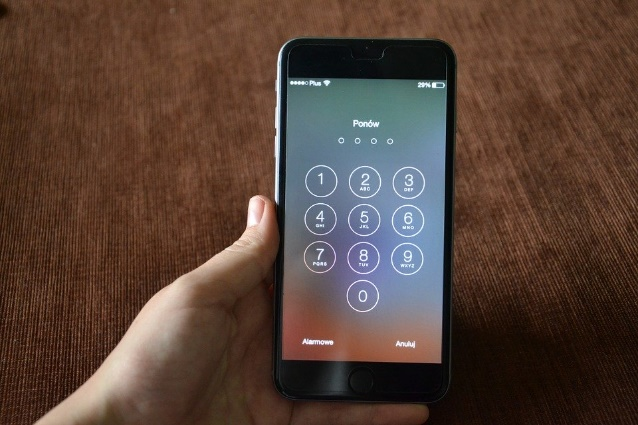 Plus 29%
Ponów
1 2 3
ABC DEF
4 5 6
GHI JKL MNO
7 8 9
PQRS TUV WXYZ
0
Alarmowe Anuluj